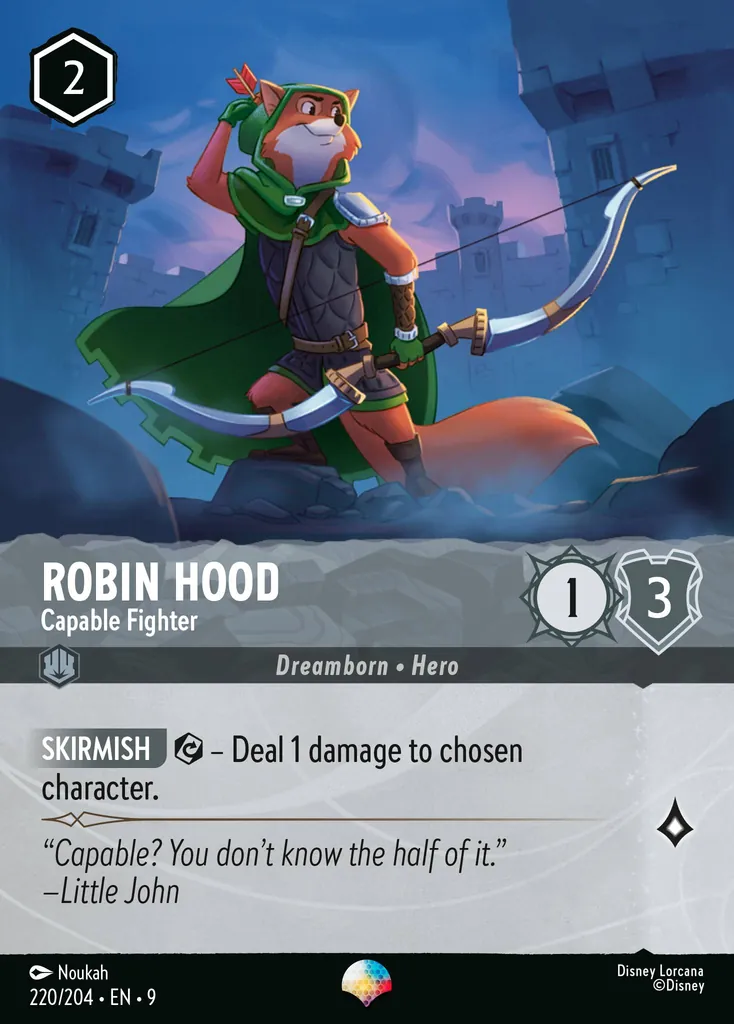 2
ROBIN HOOD
Capable Fighter
1
3
Dreamborn • Hero
SKIRMISH – Deal 1 damage to chosen
character.
“Capable? You don’t know the half of it.”
–Little John
Noukah
220/204 • EN • 9
Disney Lorcana
©Disney